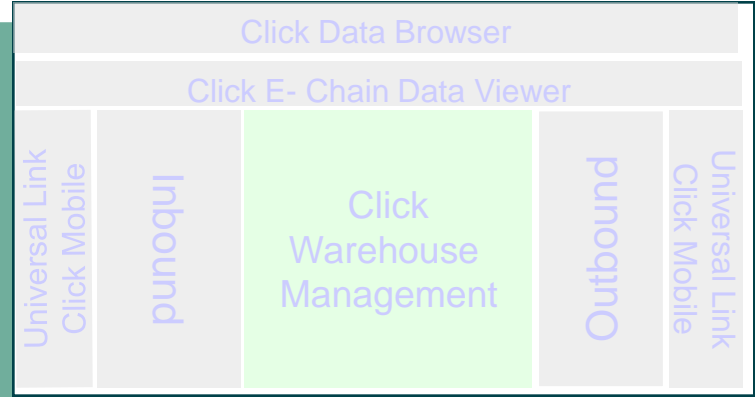 Click Data Browser
Click E- Chain Data Viewer
Universal Link
Click Mobile
Inbound
Click
Warehouse
Management
Outbound
Universal Link
Click Mobile